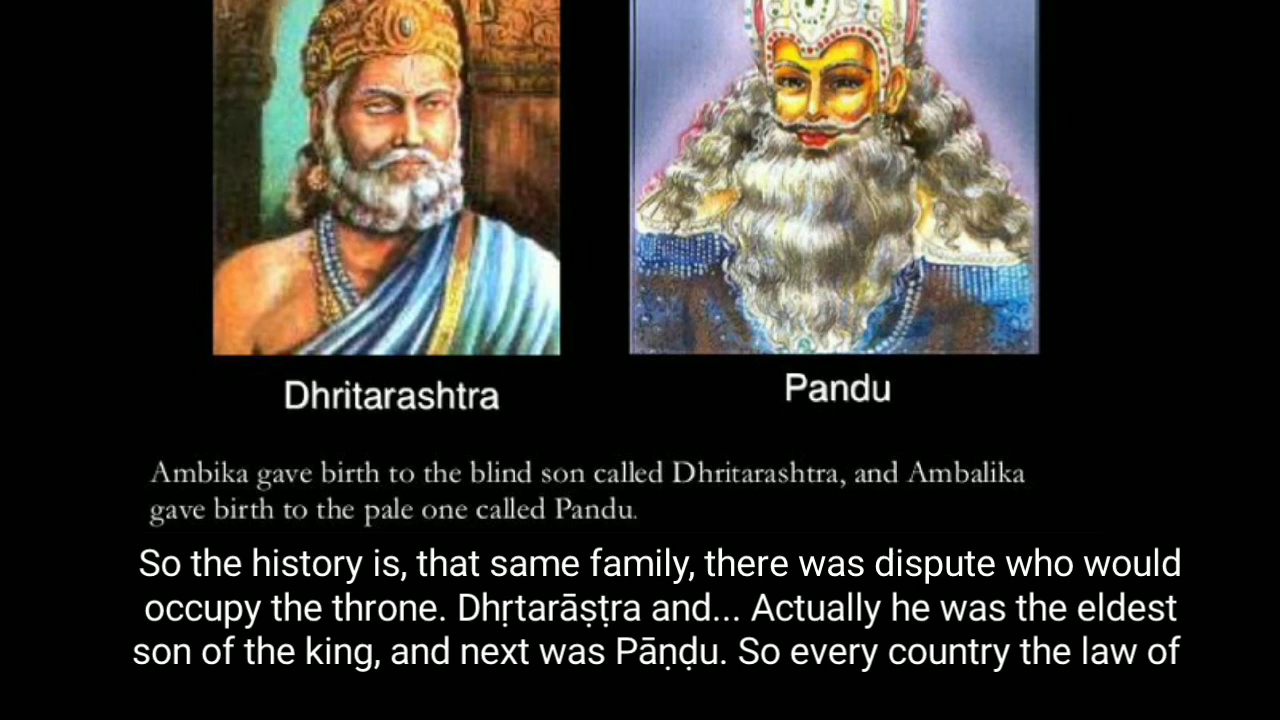 Dhritarashtra
Pandu
Ambika gave birth to the blind son called Dhritarashtra, and Ambalika
gave birth to the pale one called Pandu.
So the history is, that same family, there was dispute who would
occupy the throne. Dhṛtarāṣṭra and... Actually he was the eldest
son of the king, and next was Pāṇḍu. So every country the law of